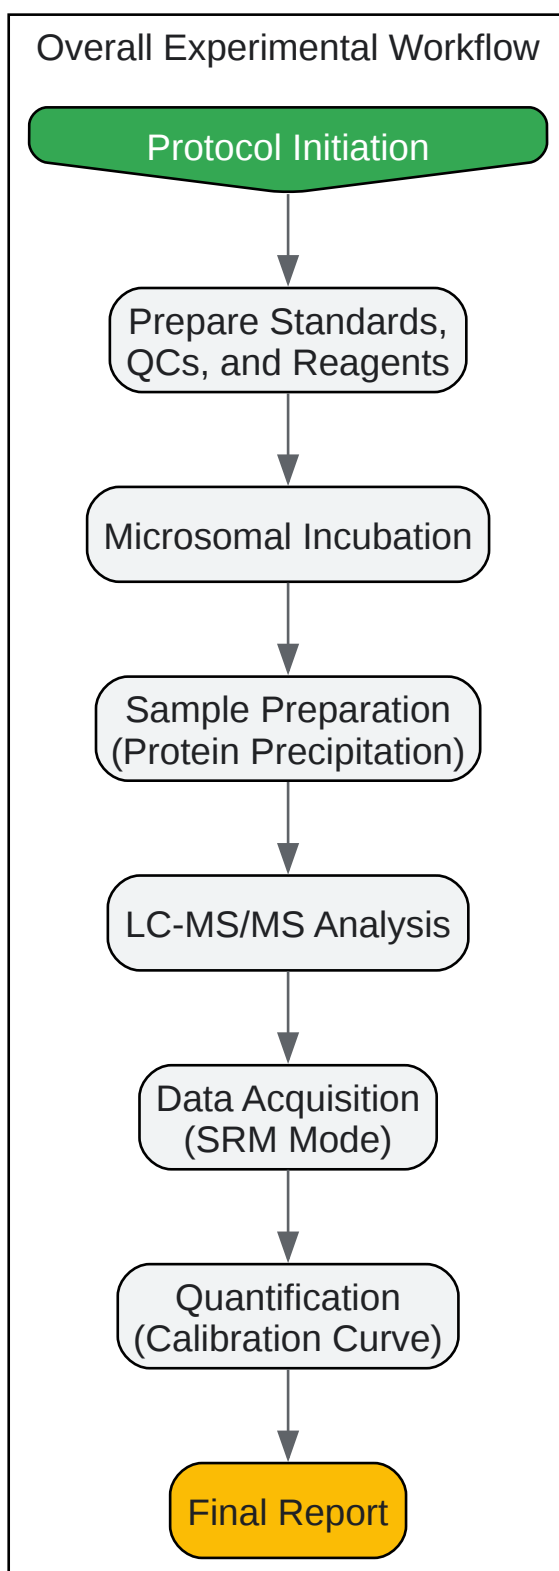 Overall Experimental Workflow
Protocol Initiation
Prepare Standards,
QCs, and Reagents
Microsomal Incubation
Sample Preparation
(Protein Precipitation)
LC-MS/MS Analysis
Data Acquisition
(SRM Mode)
Quantification
(Calibration Curve)
Final Report